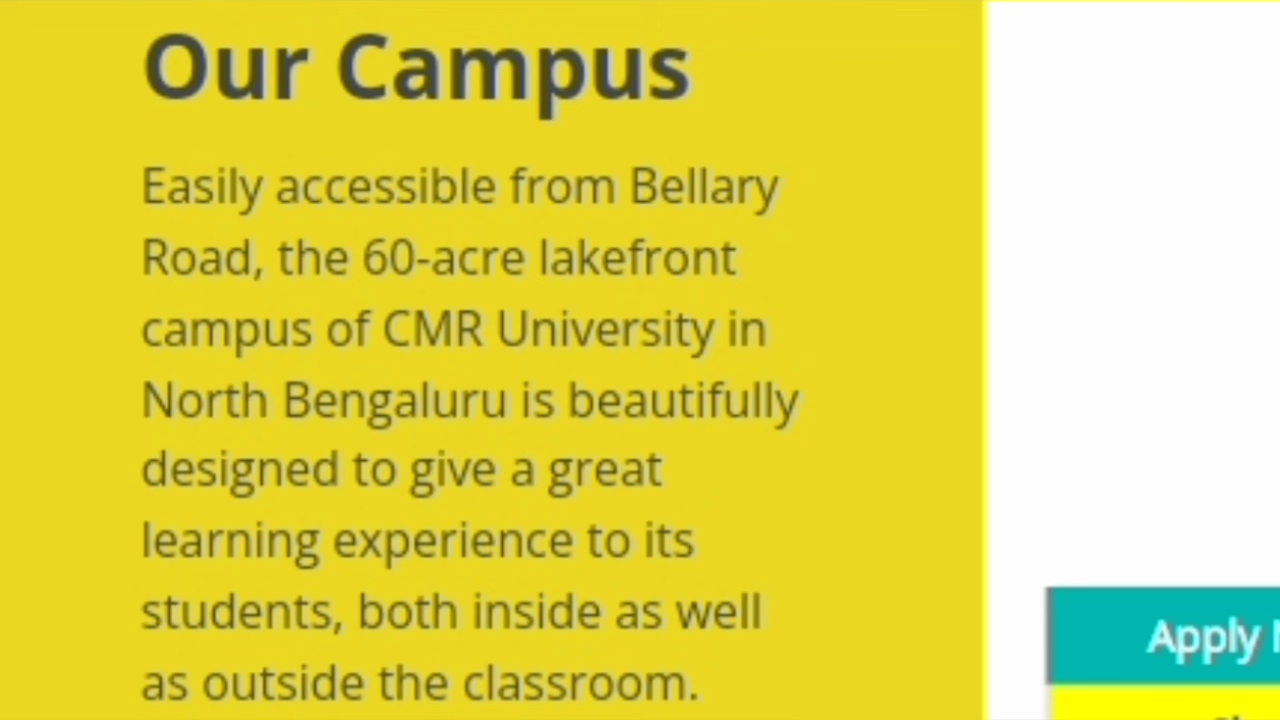 Our Campus
Easily accessible from Bellary
Road, the 60-acre lakefront
campus of CMR University in
North Bengaluru is beautifully
designed to give a great
learning experience to its
students, both inside as well
as outside the classroom.
Apply